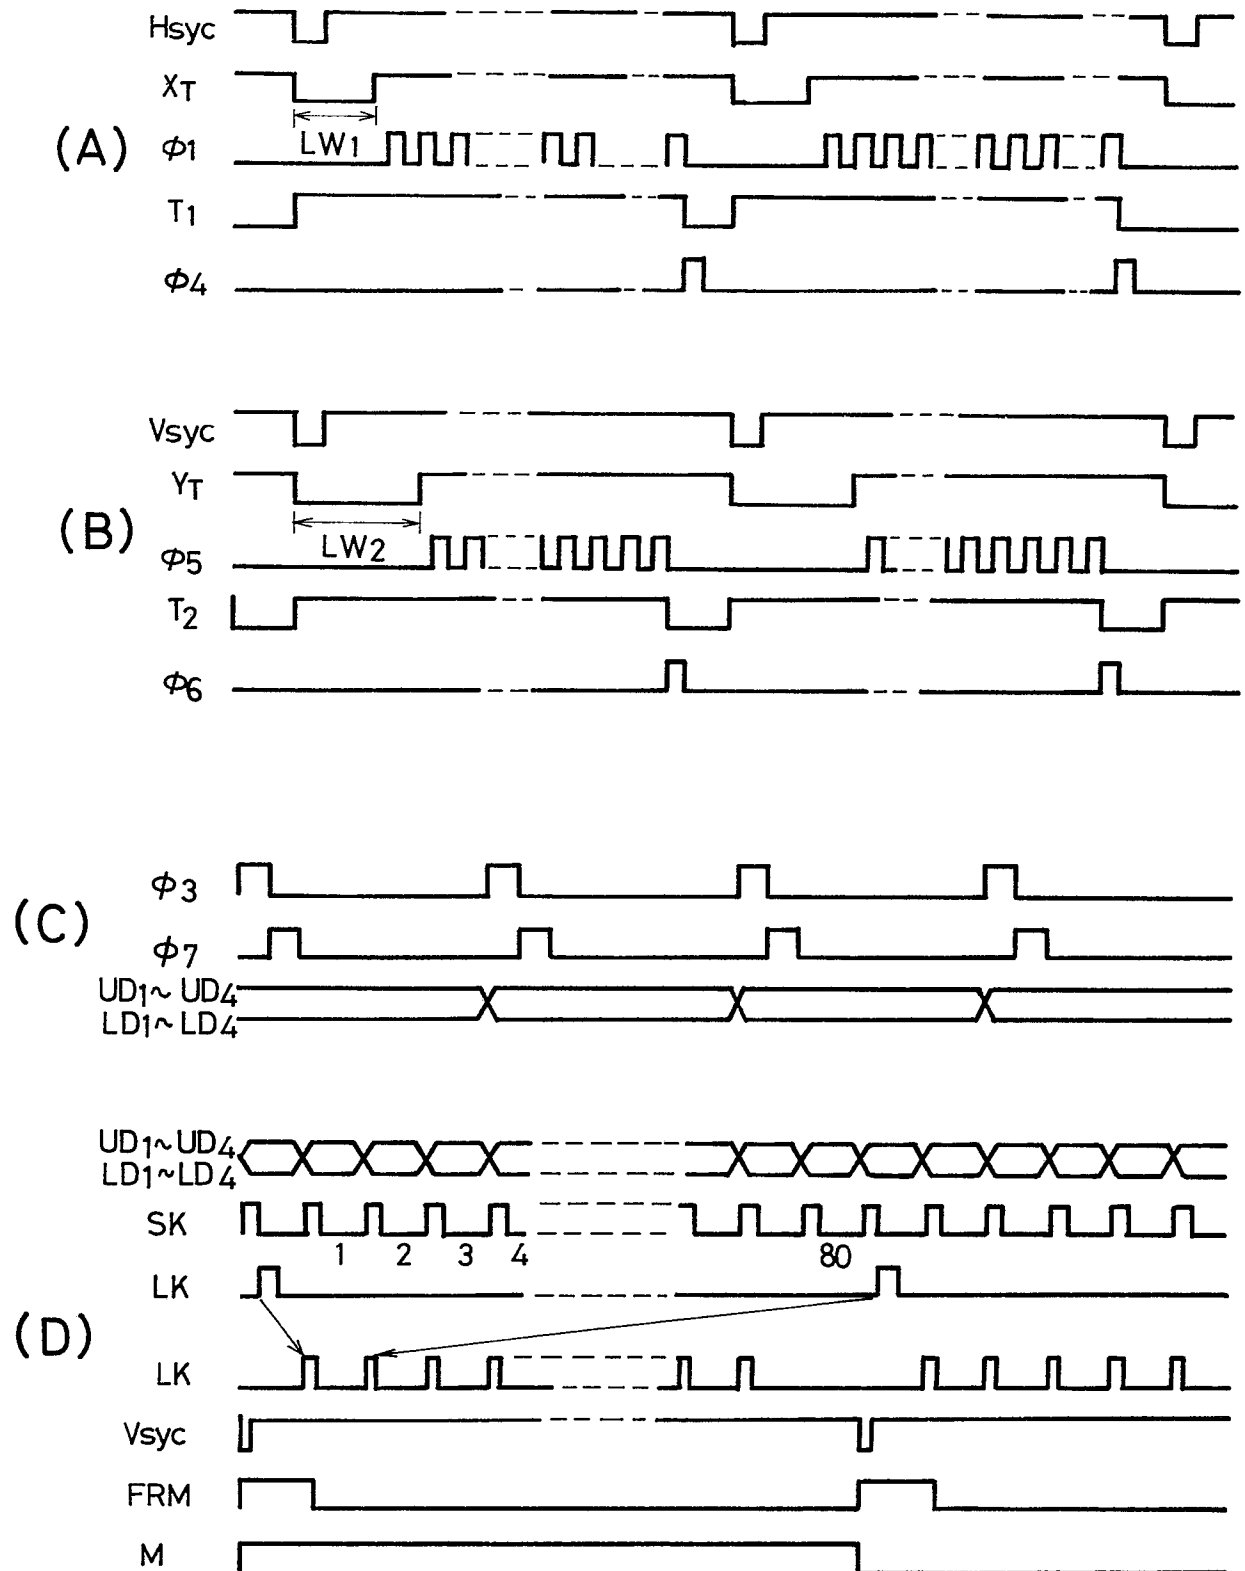 (A)
Hsyc
XT
LW1
ϕ1
T1
ϕ4
(B)
Vsyc
YT
LW2
ϕ5
T2
ϕ6
(C)
ϕ3
ϕ7
UD1~UD4
LD1~LD4
(D)
UD1~UD4
LD1~LD4
SK
1 2 3 4 80
LK
LK
Vsyc
FRM
M